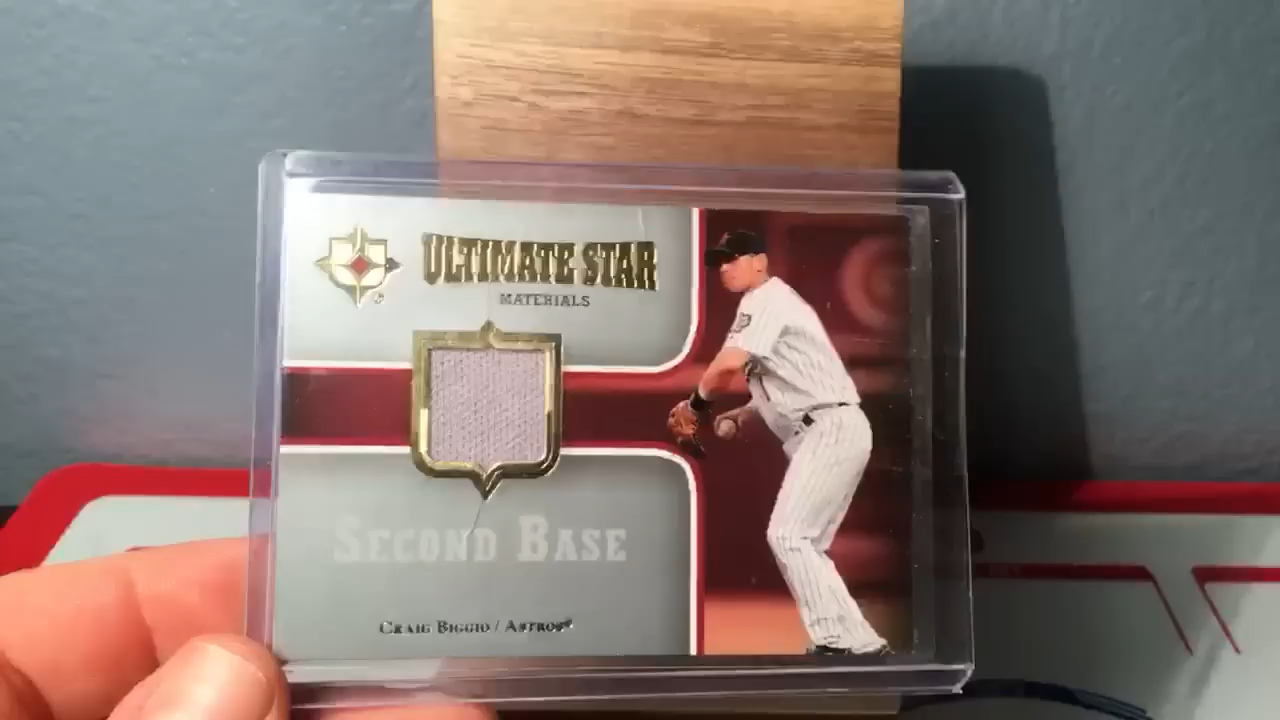 ULTIMATE STAR
MATERIALS
SECOND BASE
CRAIG BIGGIO / ASTROS®